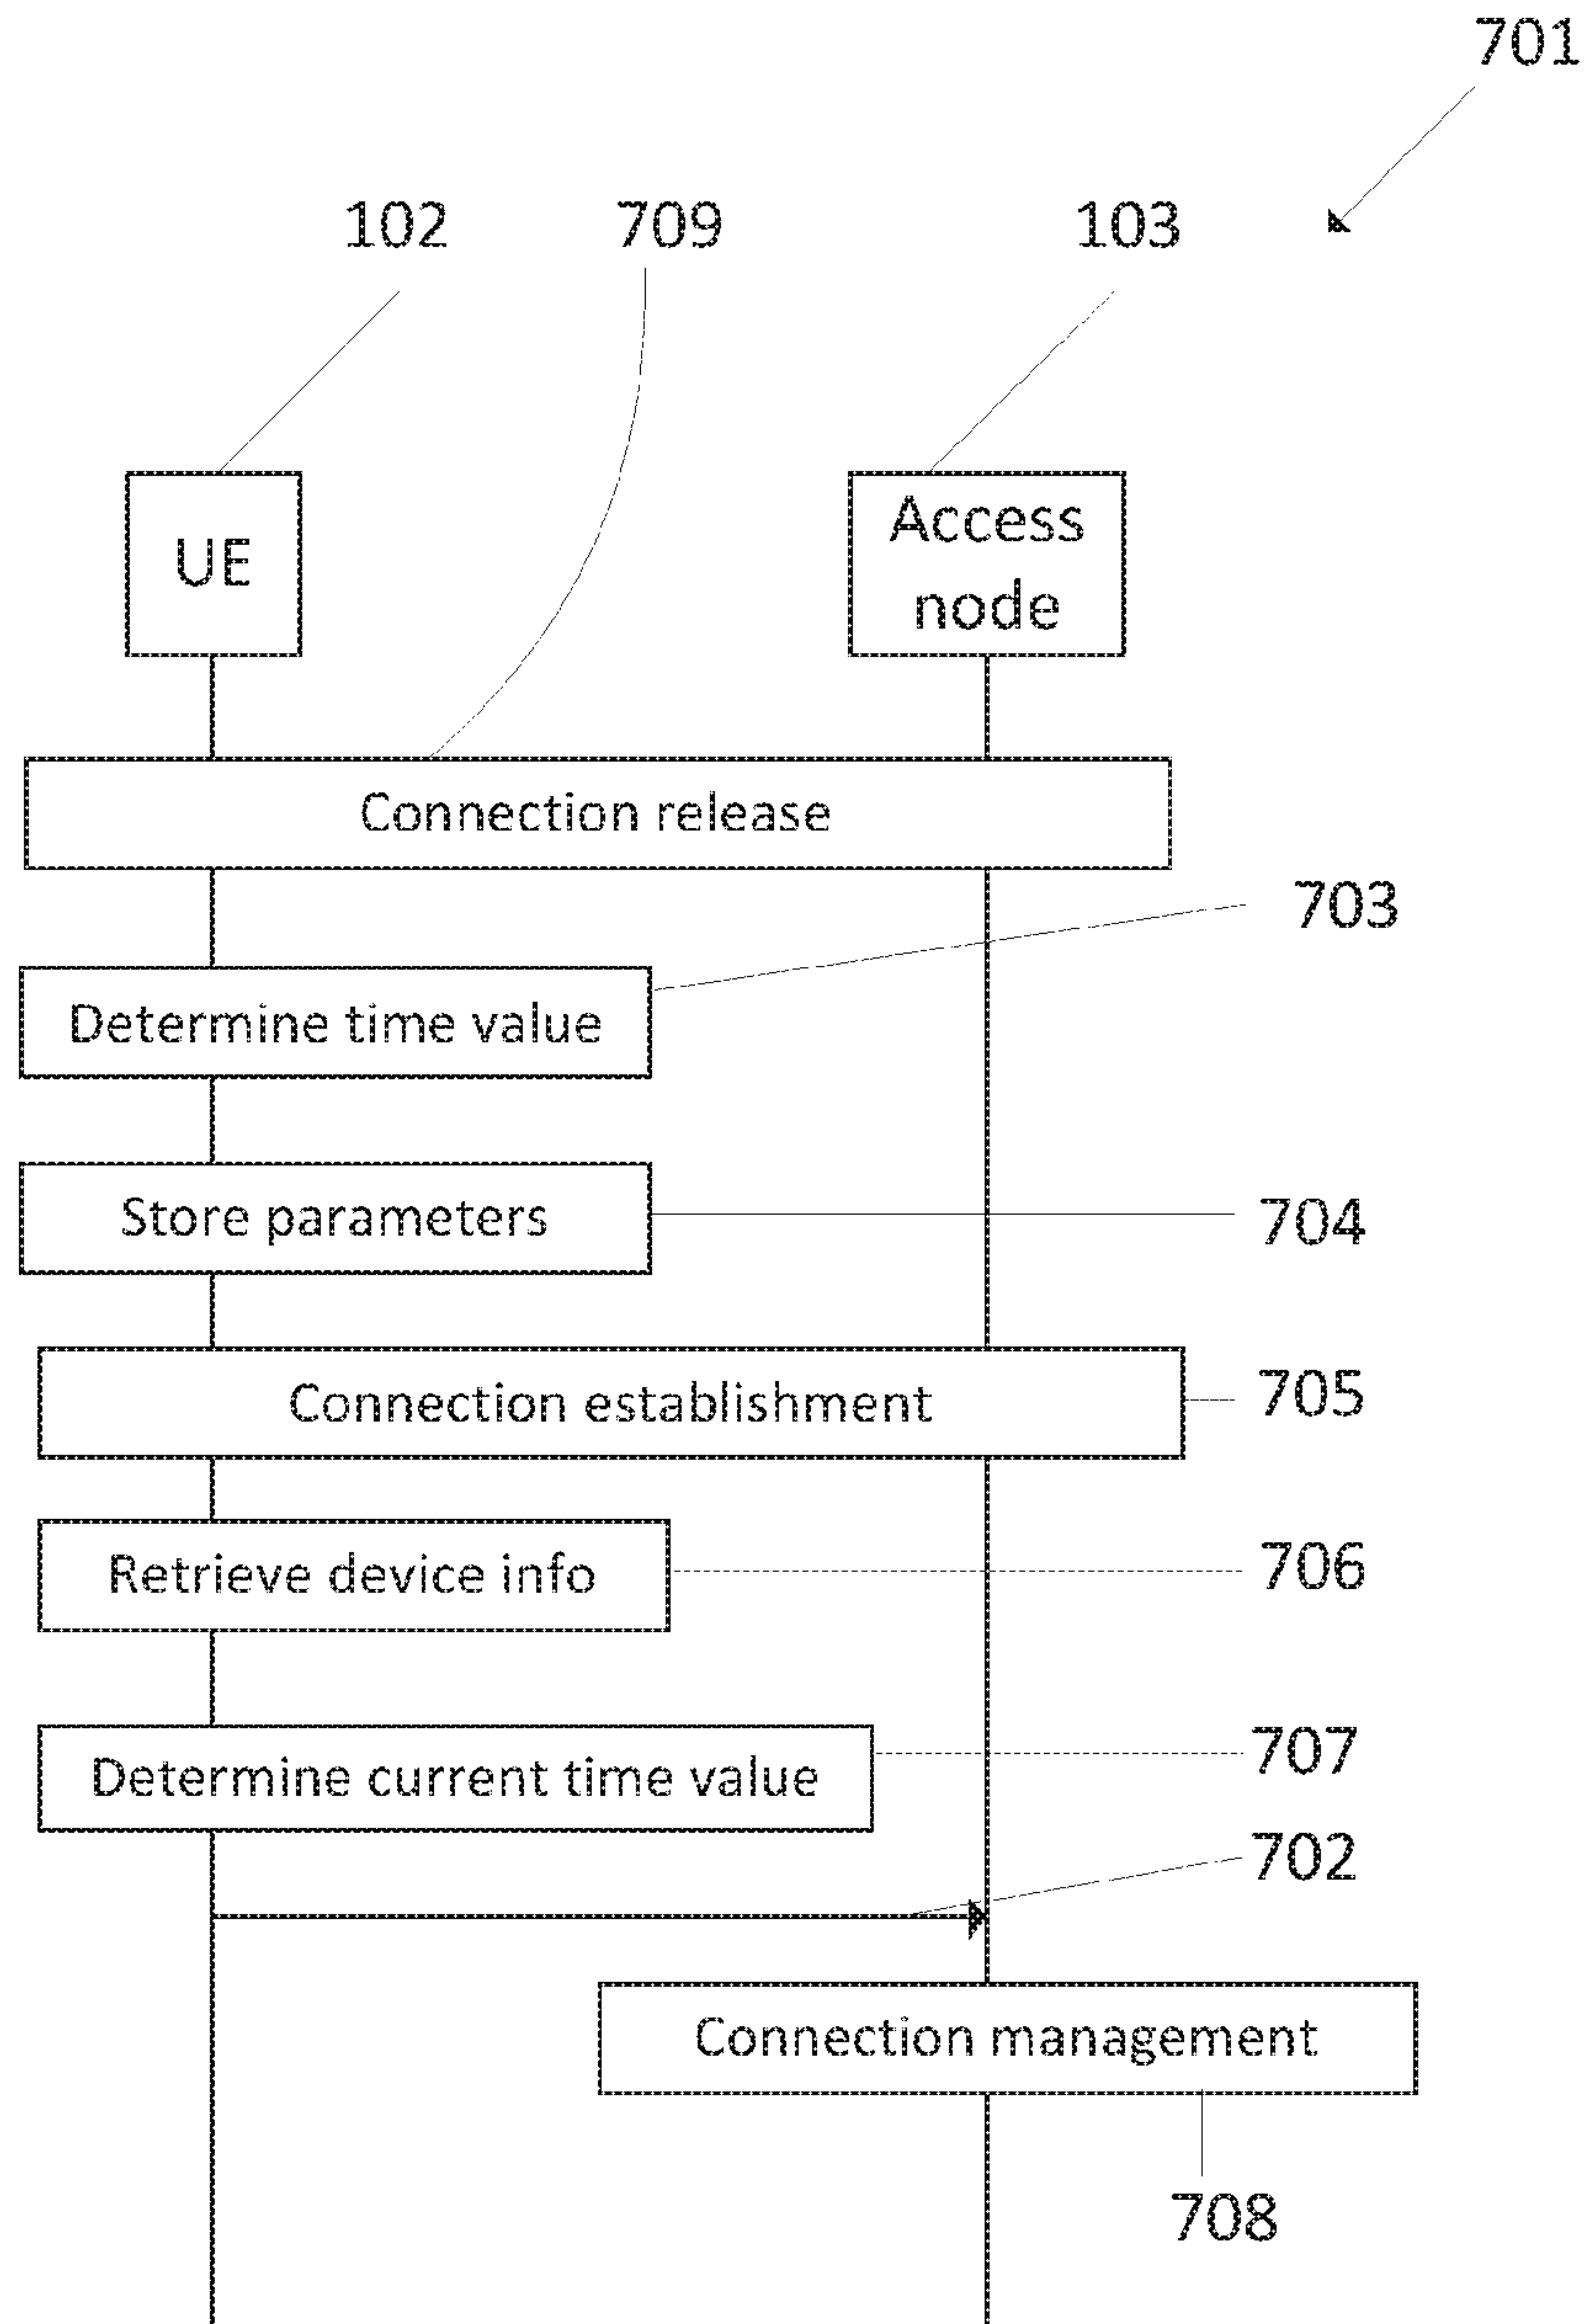 701
102
709
103
UE
Access
node
Connection release
703
Determine time value
Store parameters
704
Connection establishment
705
Retrieve device info
706
Determine current time value
707
702
Connection management
708